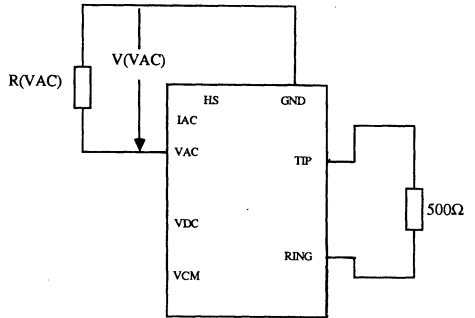 V(VAC)
R(VAC)
HS
GND
IAC
VAC
TIP
500Ω
VDC
RING
VCM